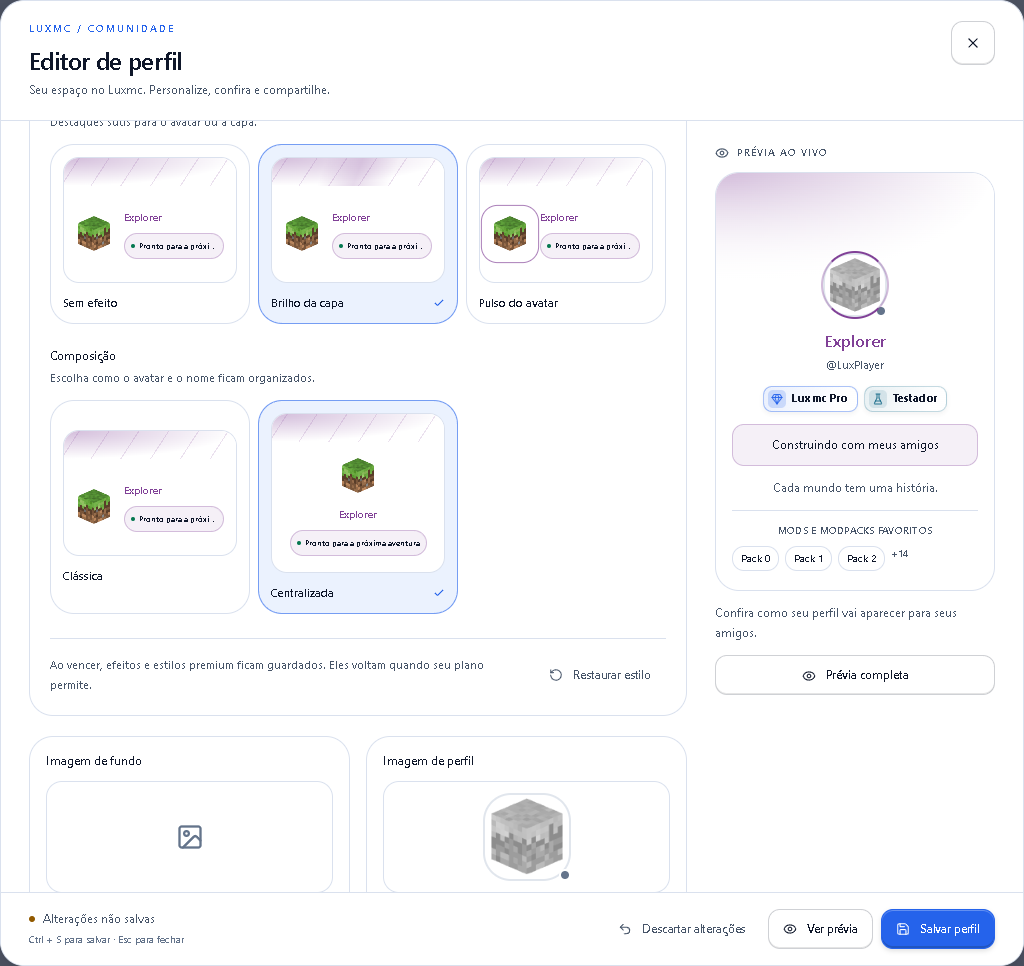 LUXMC / COMUNIDADE
Editor de perfil
Seu espaço no Luxmc. Personalize, confira e compartilhe.
Destaques sutis para o avatar ou a capa.
Explorer
Pronto para a próxi .
Sem efeito
Explorer
Pronto para a próxi .
Brilho da capa
Explorer
Pronto para a próxi .
Pulso do avatar
Composição
Escolha como o avatar e o nome ficam organizados.
Explorer
Pronto para a próxi .
Clássica
Explorer
Pronto para a próxima aventura
Centralizada
Ao vencer, efeitos e estilos premium ficam guardados. Eles voltam quando seu plano
permite.
Restaurar estilo
Imagem de fundo
Imagem de perfil
PRÉVIA AO VIVO
Explorer
@LuxPlayer
Luxmc Pro
Testador
Construindo com meus amigos
Cada mundo tem uma história.
MODS E MODPACKS FAVORITOS
Pack 0
Pack 1
Pack 2
+14
Confira como seu perfil vai aparecer para seus
amigos.
Prévia completa
Alterações não salvas
Ctrl + S para salvar · Esc para fechar
Descartar alterações
Ver prévia
Salvar perfil